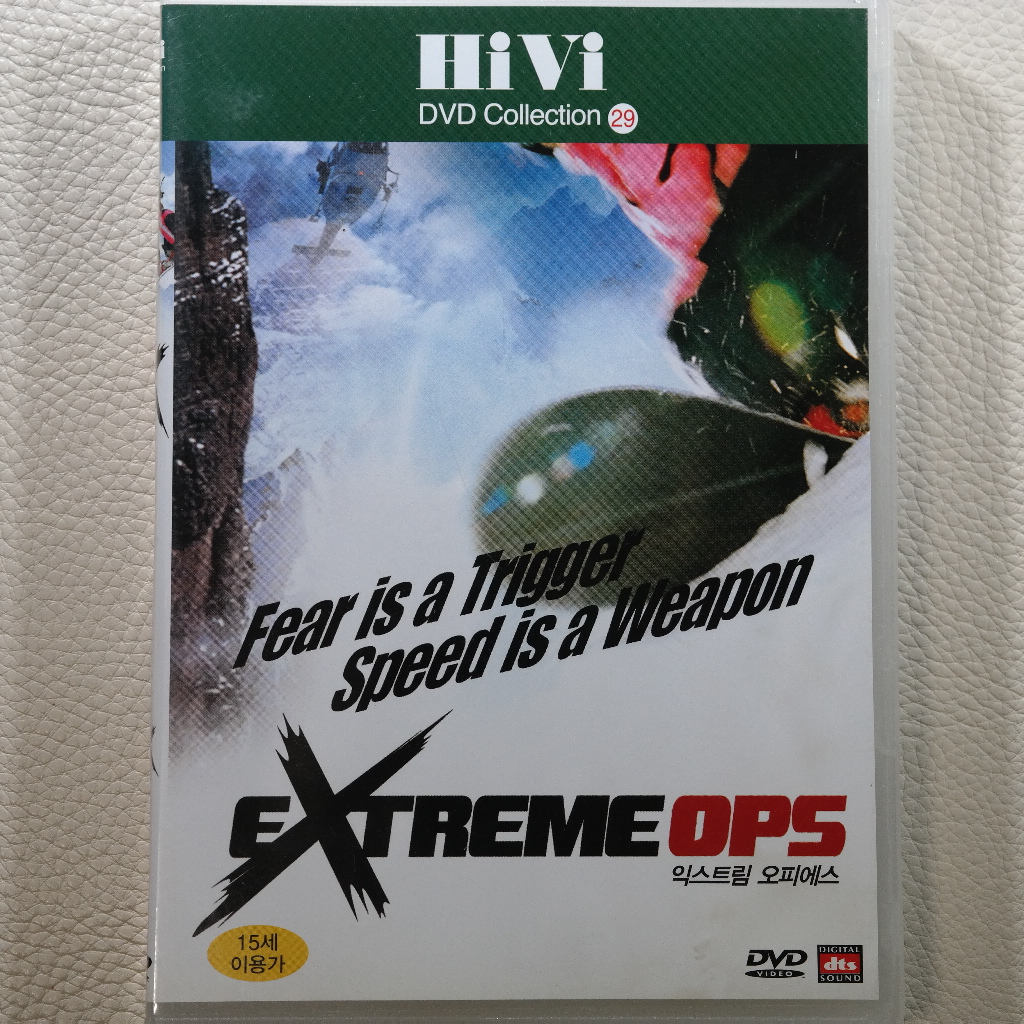 HiVi
DVD Collection 29
Fear is a Trigger
Speed is a Weapon
EXTREME OPS
익스트림 오피에스
15세
이용가
DVD
VIDEO
DIGITAL
dts
SOUND